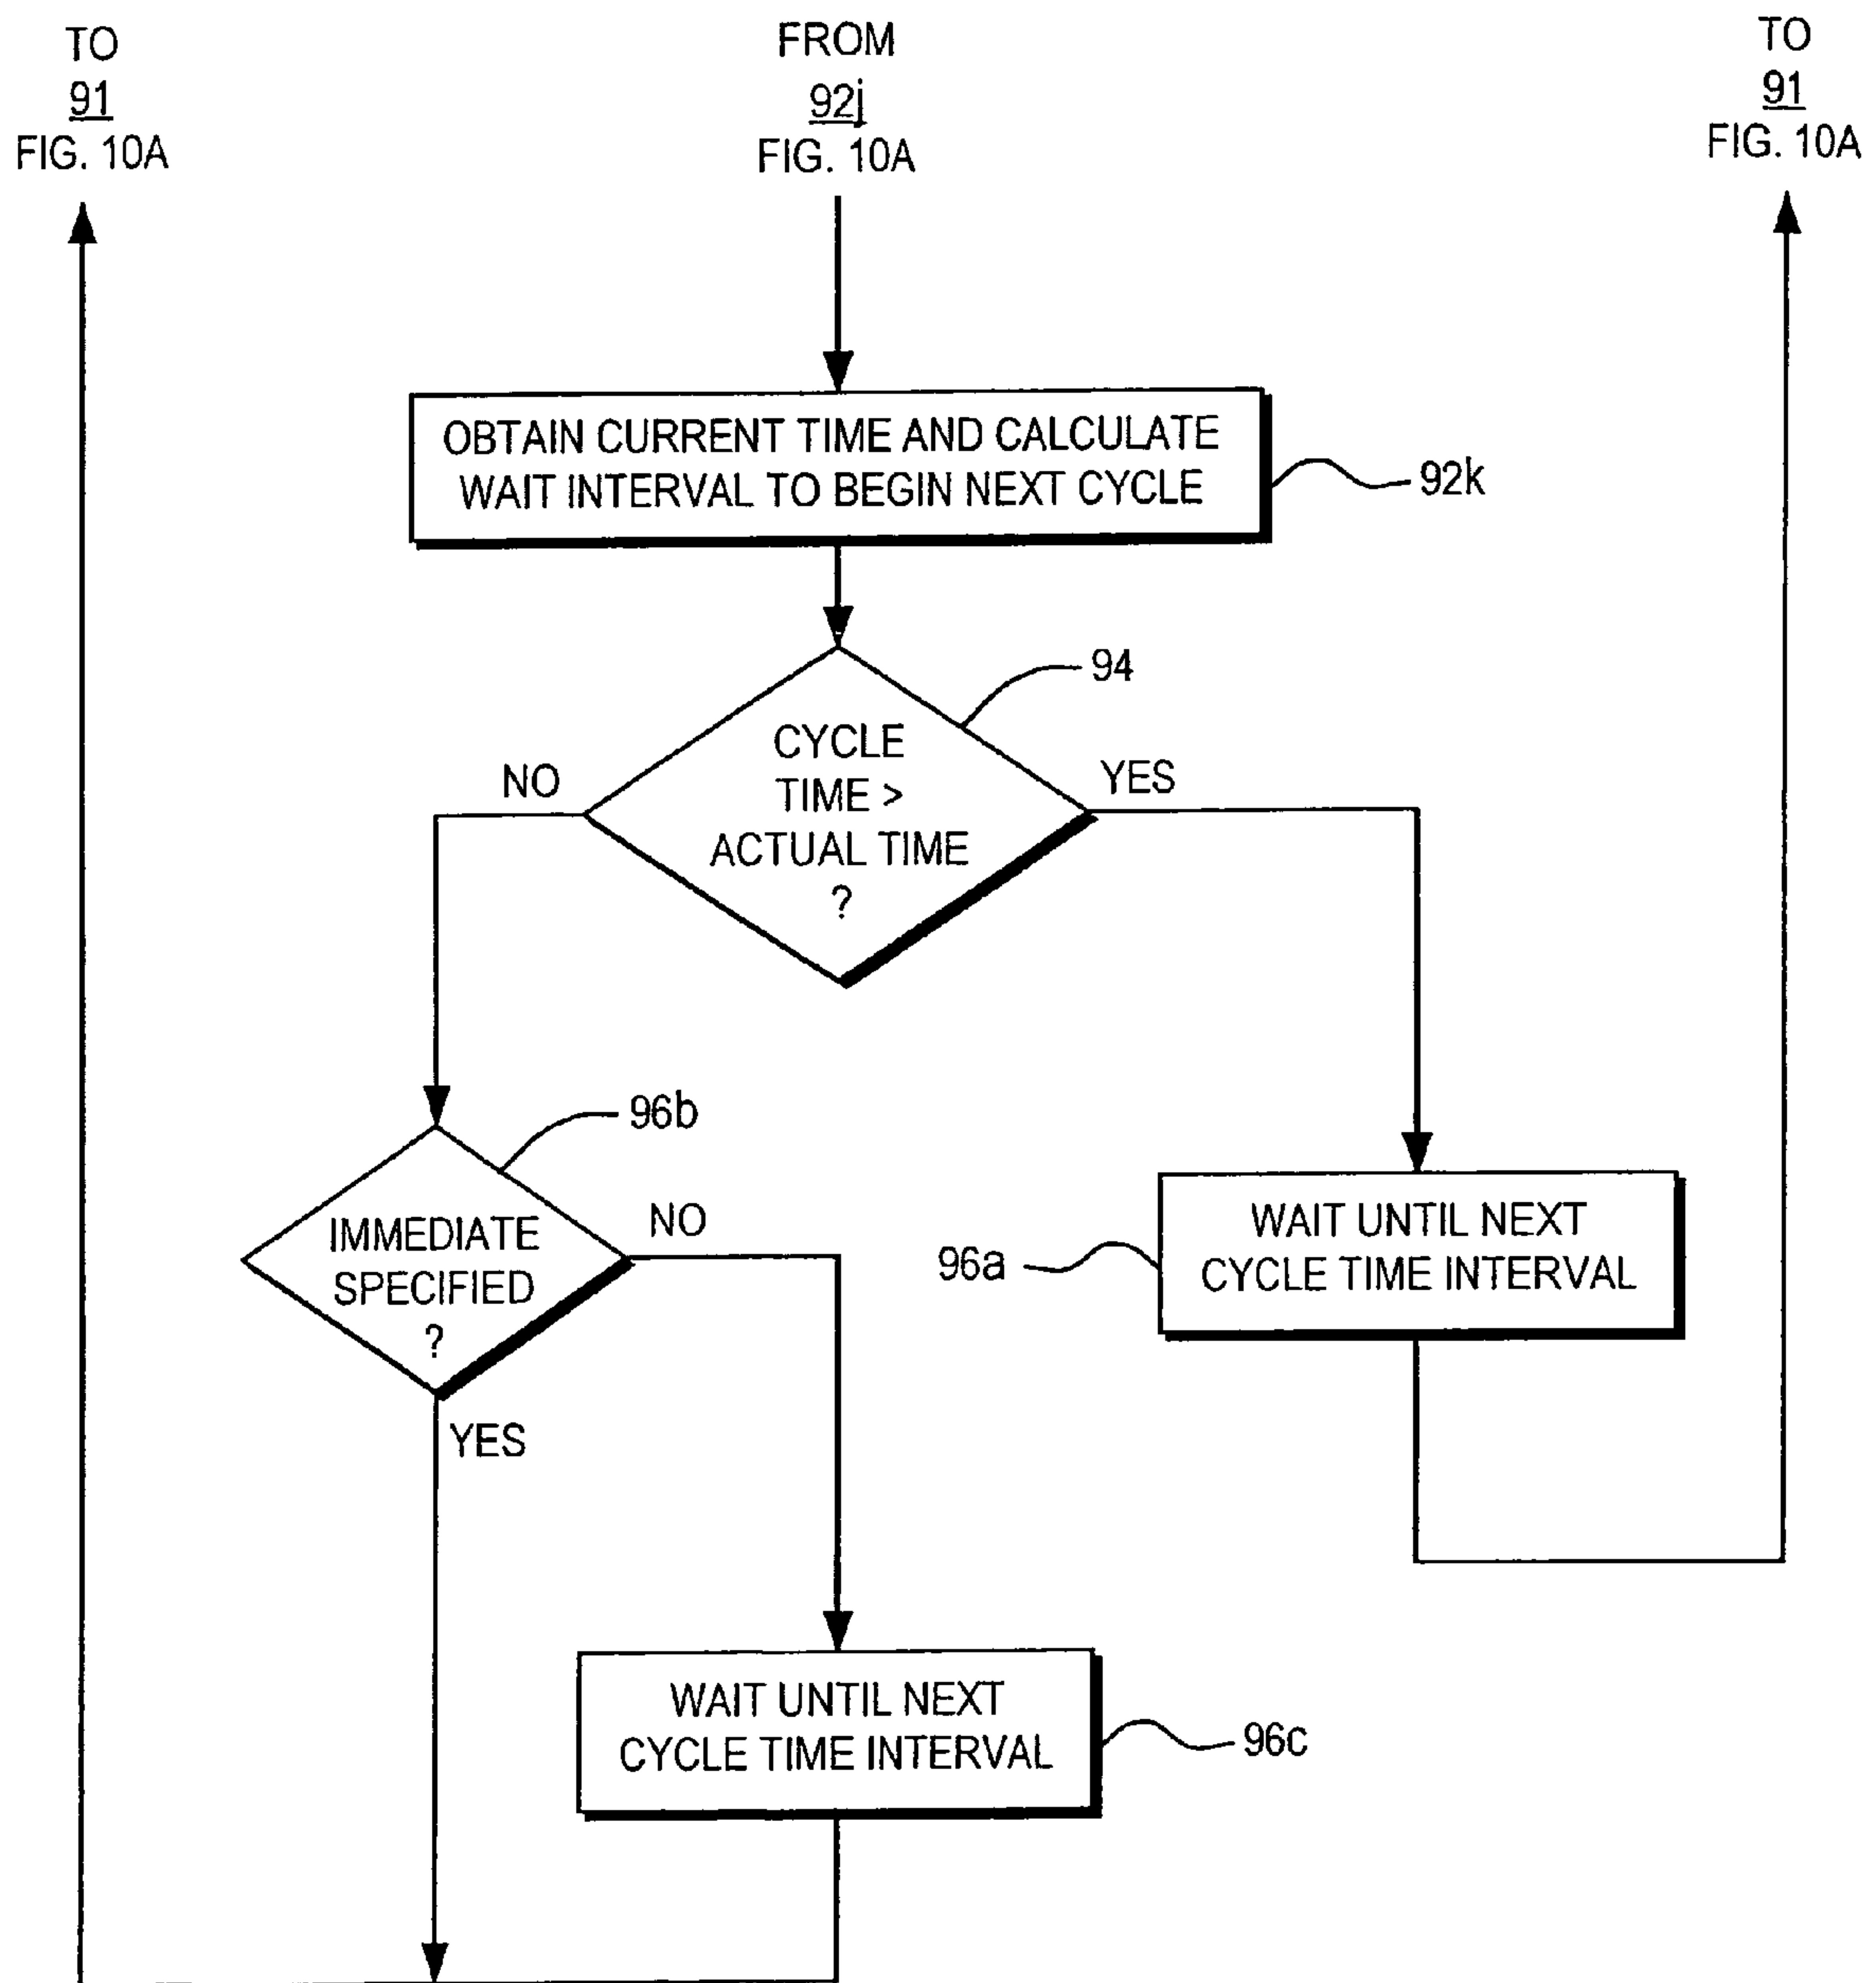 TO
91
FIG. 10A
FROM
92j
FIG. 10A
TO
91
FIG. 10A
OBTAIN CURRENT TIME AND CALCULATE
WAIT INTERVAL TO BEGIN NEXT CYCLE
92k
94
CYCLE
TIME >
ACTUAL TIME
?
NO
YES
96b
IMMEDIATE
SPECIFIED
?
NO
YES
96a
WAIT UNTIL NEXT
CYCLE TIME INTERVAL
WAIT UNTIL NEXT
CYCLE TIME INTERVAL
96c